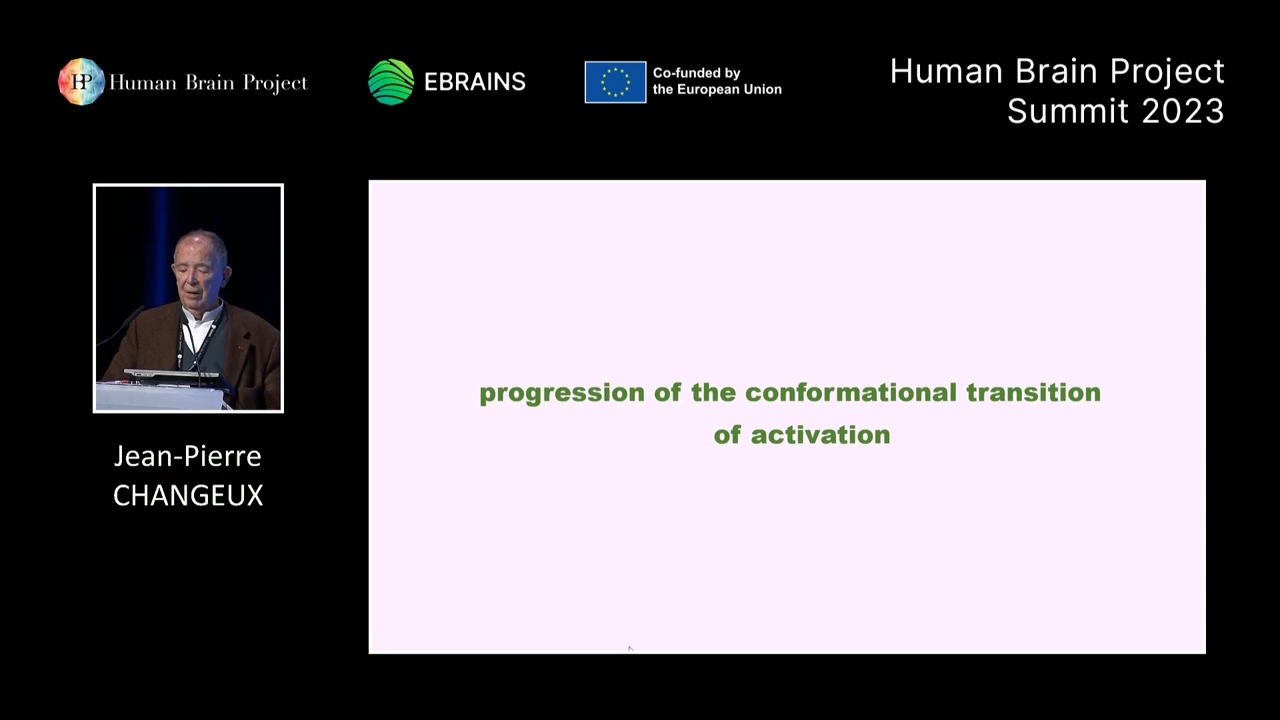 HP Human Brain Project
EBRAINS
Co-funded by
the European Union
Human Brain Project
Summit 2023
Jean-Pierre
CHANGEUX
progression of the conformational transition
of activation